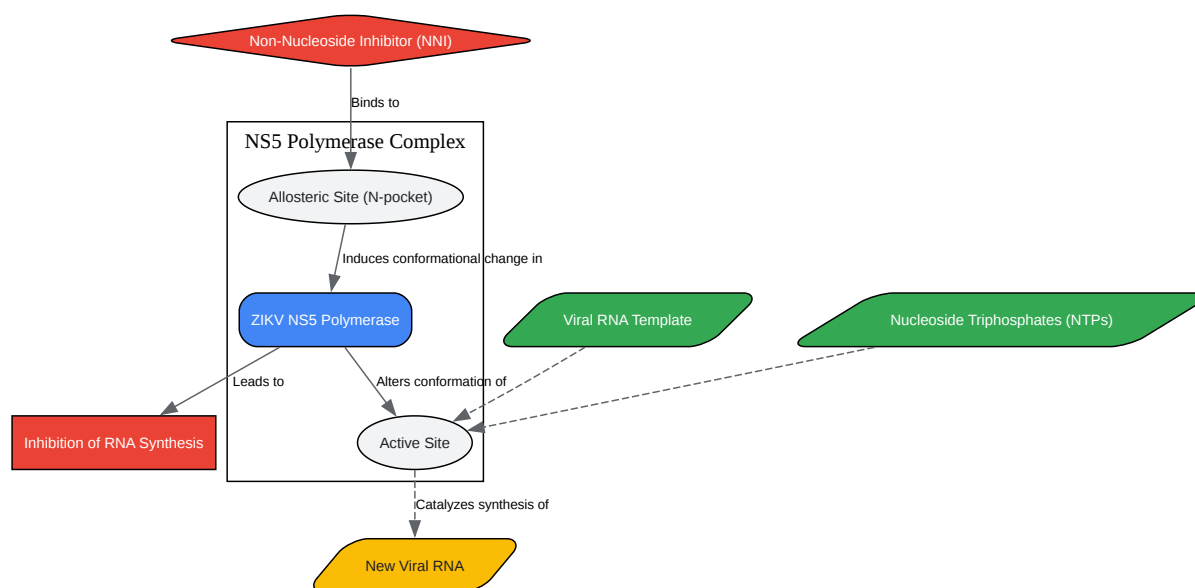 Non-Nucleoside Inhibitor (NNI)
Binds to
NS5 Polymerase Complex
Allosteric Site (N-pocket)
Induces conformational change in
ZIKV NS5 Polymerase
Viral RNA Template
Nucleoside Triphosphates (NTPs)
Leads to
Alters conformation of
Inhibition of RNA Synthesis
Active Site
Catalyzes synthesis of
New Viral RNA